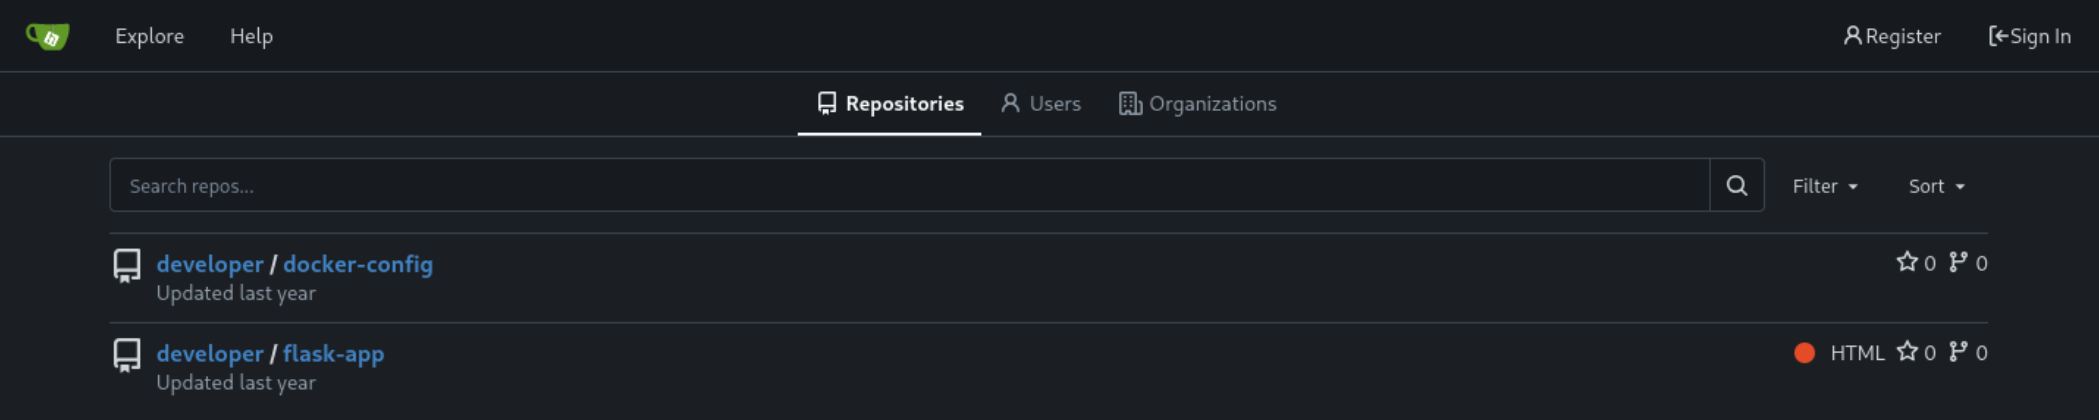 Explore Help Register Sign In
Repositories Users Organizations
Search repos... Filter Sort
developer / docker-config 0 0
Updated last year
developer / flask-app HTML 0 0
Updated last year